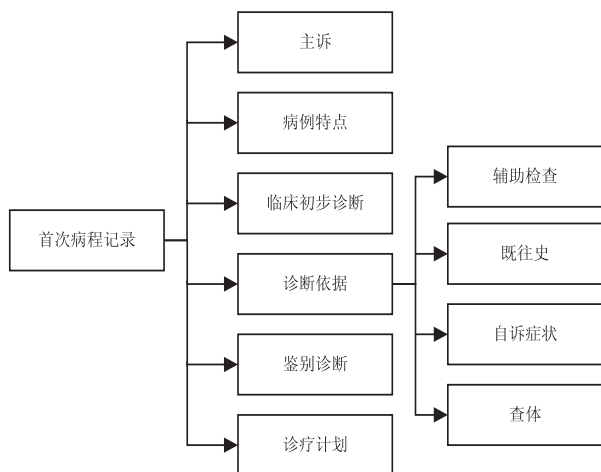 主诉
病例特点
临床初步诊断
首次病程记录
诊断依据
鉴别诊断
诊疗计划
辅助检查
既往史
自诉症状
查体